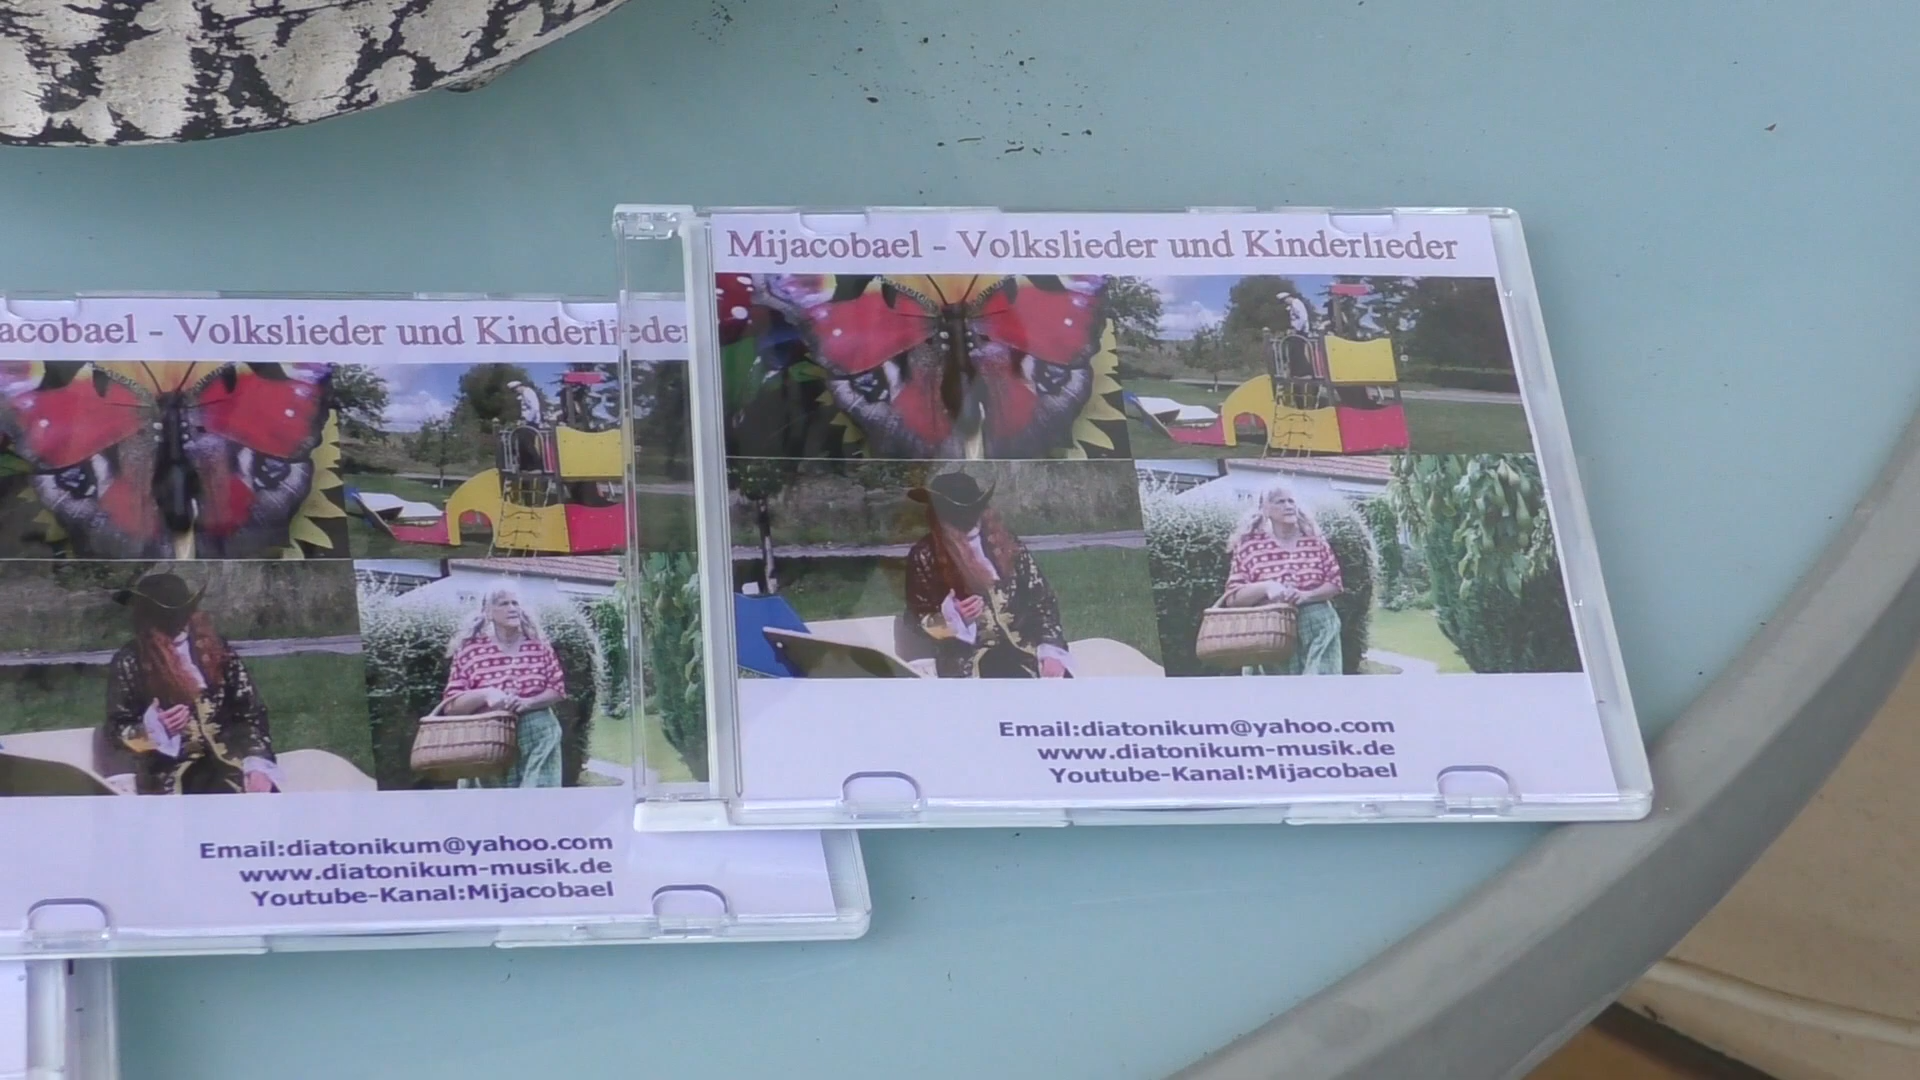 Mijacobael - Volkslieder und Kinderlieder
Email:diatonikum@yahoo.com
www.diatonikum-musik.de
Youtube-Kanal:Mijacobael
acobael - Volkslieder und Kinderlieder
Email:diatonikum@yahoo.com
www.diatonikum-musik.de
Youtube-Kanal:Mijacobael